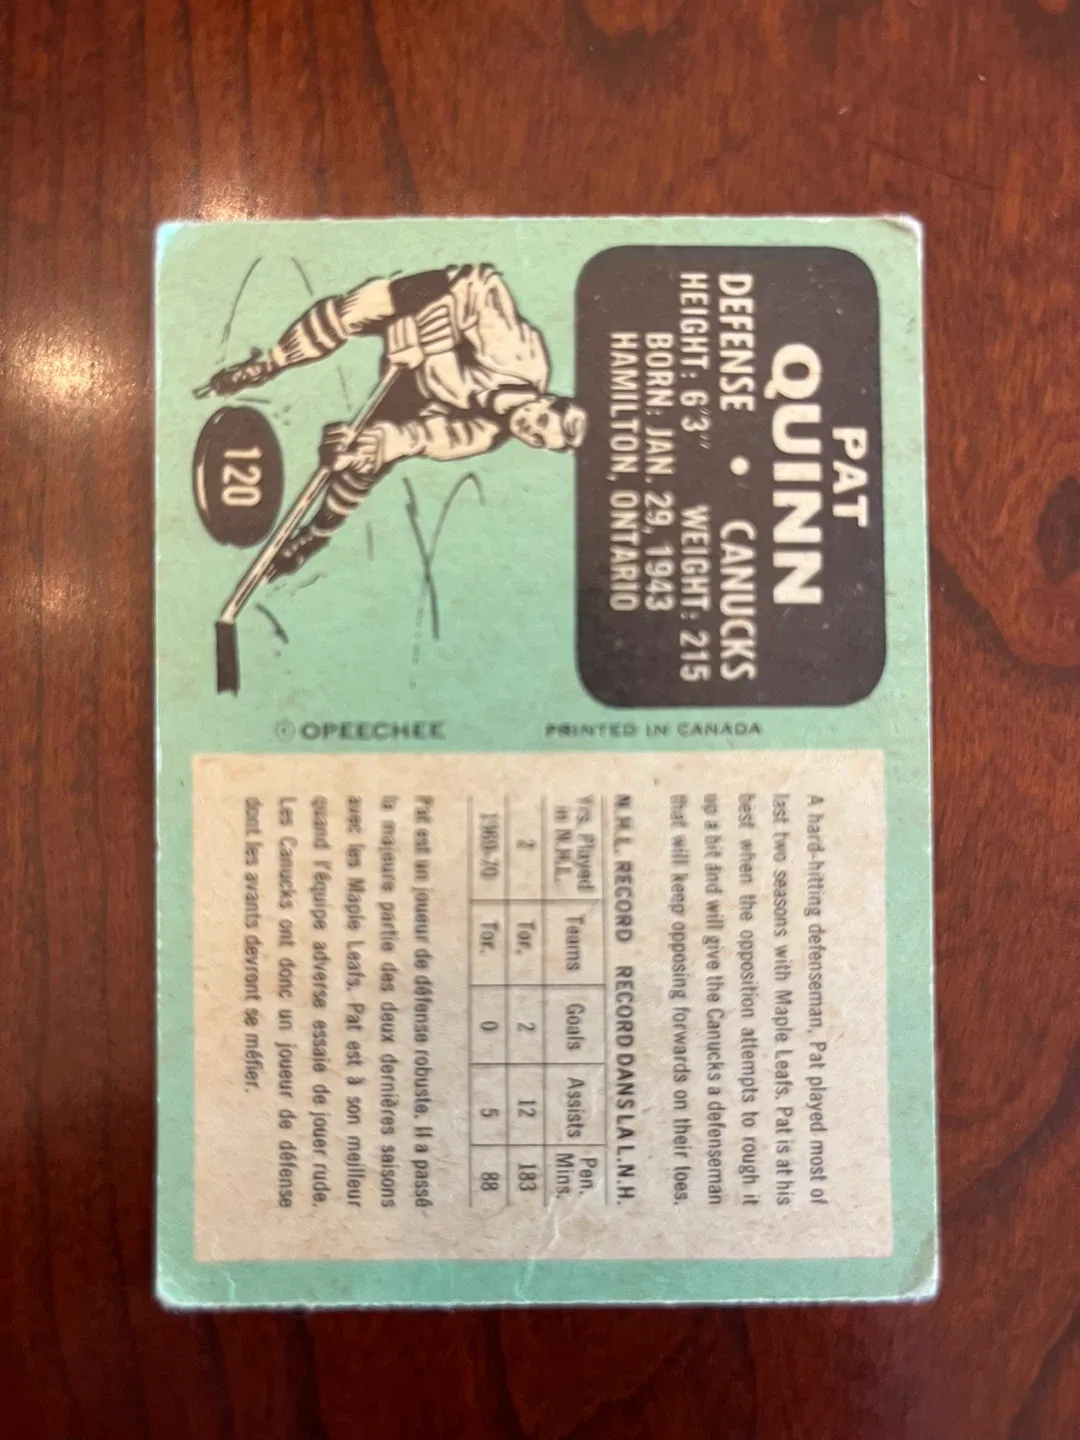 PAT
QUINN
DEFENSE • CANUCKS
HEIGHT: 6'3" WEIGHT: 215
BORN: JAN. 29, 1943
HAMILTON, ONTARIO
120
© OPEECHEE
PRINTED IN CANADA
A hard-hitting defenseman, Pat played most of
last two seasons with Maple Leafs. Pat is at his
best when the opposition attempts to rough it
up a bit and will give the Canucks a defenseman
that will keep opposing forwards on their toes.
N.H.L. RECORD RECORD DANS LA L.N.H.
Yrs. Played in N.H.L. Teams Goals Assists Pen. Mins.
2 Tor. 2 12 183
1969-70 Tor. 0 5 88
Pat est un joueur de défense robuste. Il a passé
la majeure partie des deux dernières saisons
avec les Maple Leafs. Pat est à son meilleur
quand l'équipe adverse essaie de jouer rude.
Les Canucks ont donc un joueur de défense
dont les avants devront se méfier.